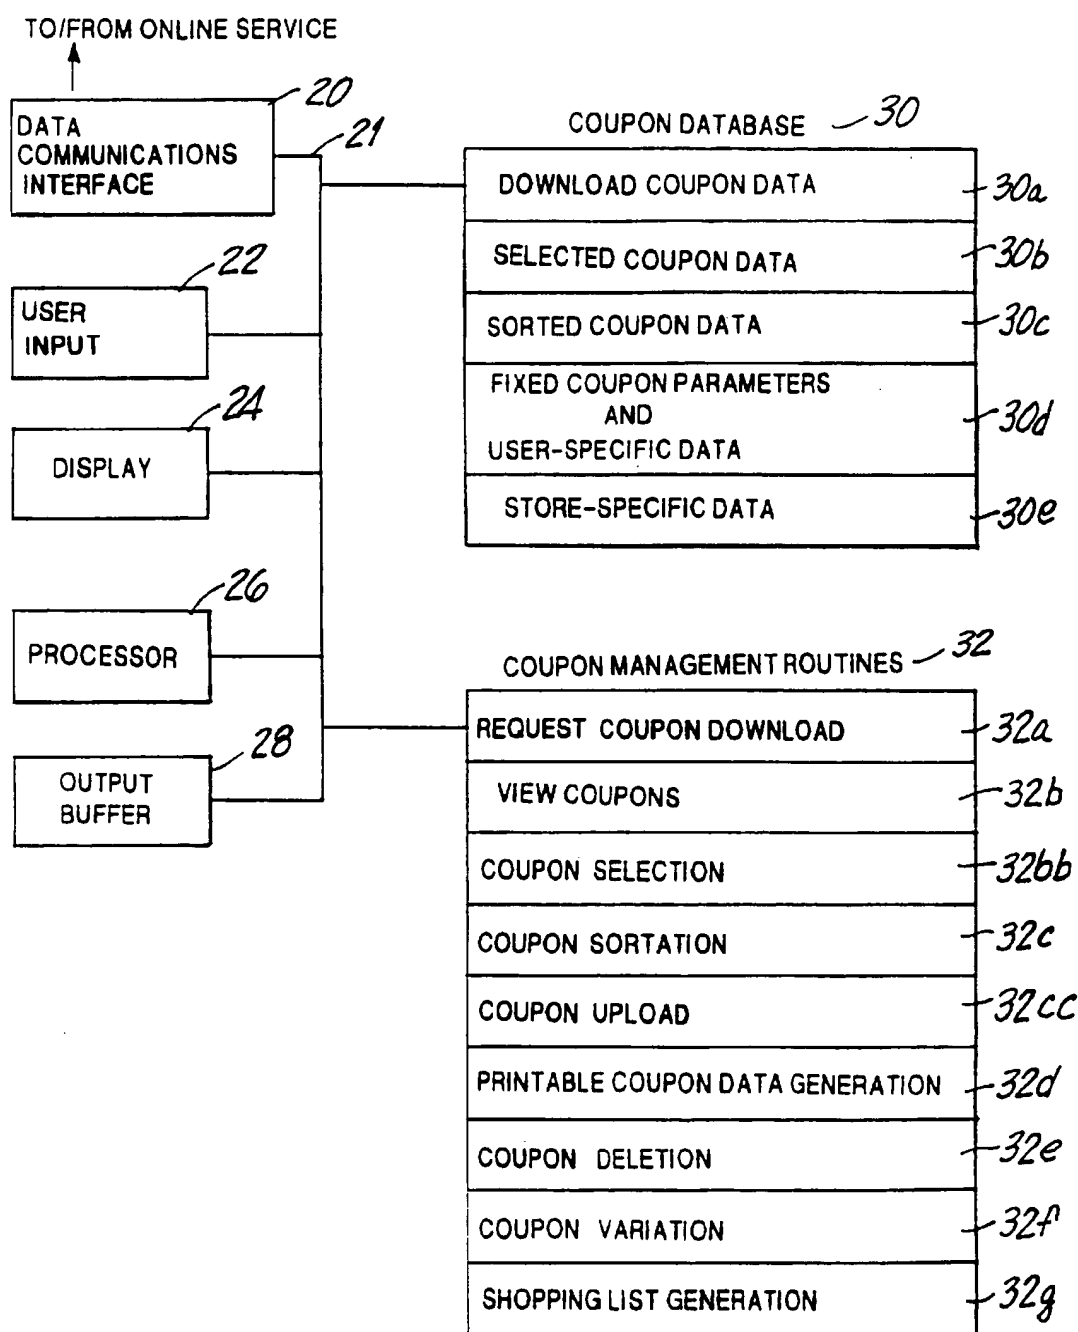 TO/FROM ONLINE SERVICE
20
DATA
COMMUNICATIONS
INTERFACE
21
22
USER
INPUT
24
DISPLAY
26
PROCESSOR
28
OUTPUT
BUFFER
COUPON DATABASE 30
DOWNLOAD COUPON DATA 30a
SELECTED COUPON DATA 30b
SORTED COUPON DATA 30c
FIXED COUPON PARAMETERS
AND
USER-SPECIFIC DATA 30d
STORE-SPECIFIC DATA 30e
COUPON MANAGEMENT ROUTINES 32
REQUEST COUPON DOWNLOAD 32a
VIEW COUPONS 32b
COUPON SELECTION 32bb
COUPON SORTATION 32c
COUPON UPLOAD 32cc
PRINTABLE COUPON DATA GENERATION 32d
COUPON DELETION 32e
COUPON VARIATION 32f
SHOPPING LIST GENERATION 32g